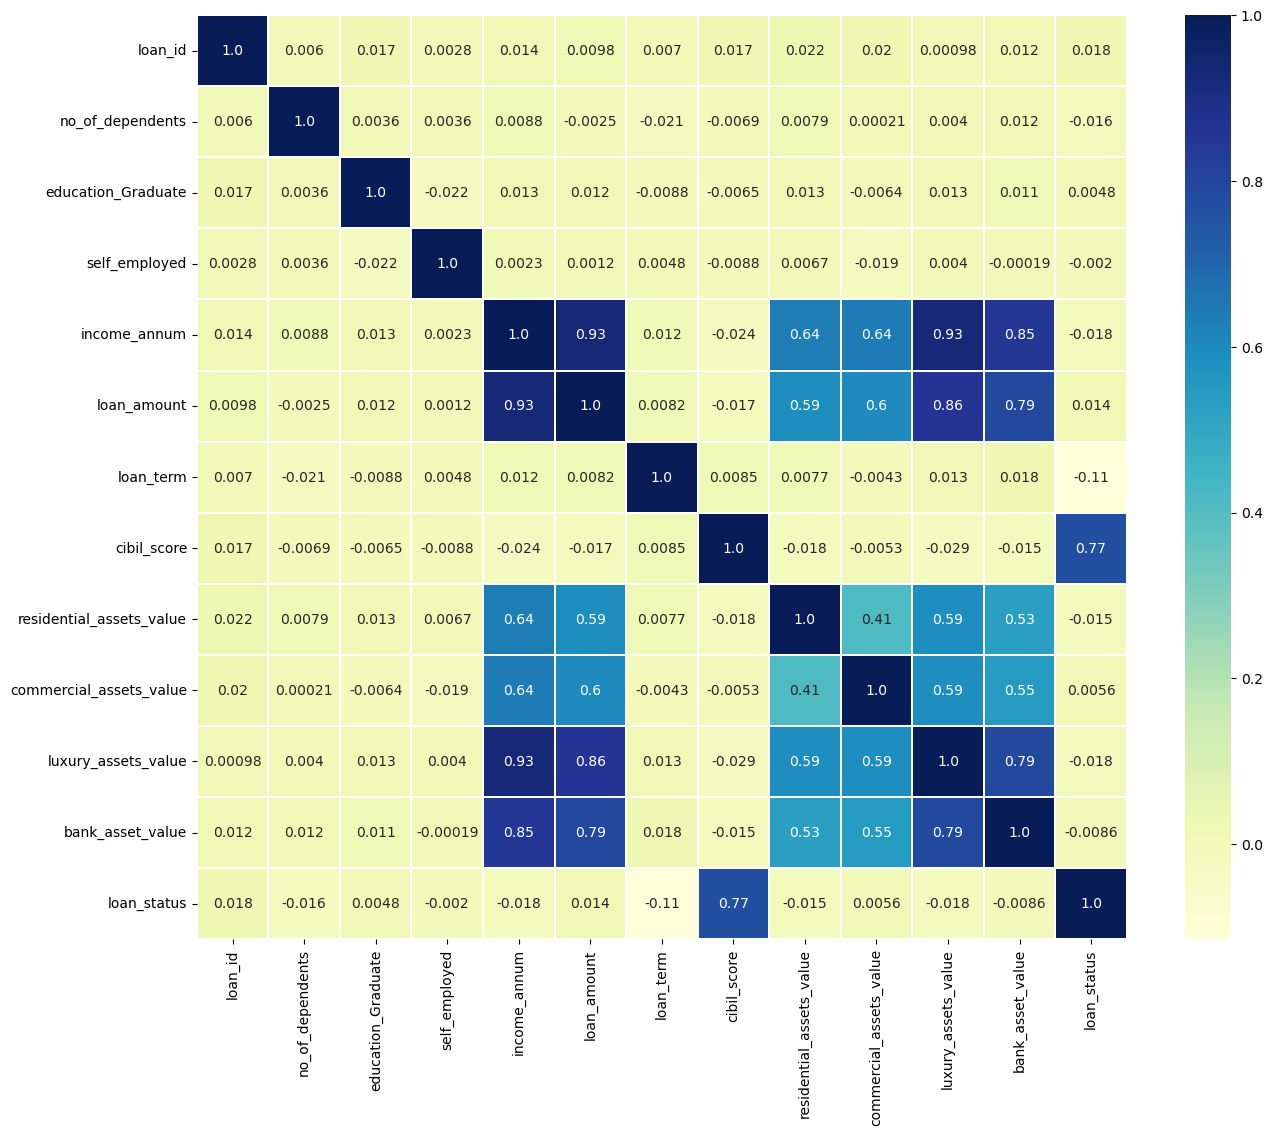 loan_id 1.0 0.006 0.017 0.0028 0.014 0.0098 0.007 0.017 0.022 0.02 0.00098 0.012 0.018
no_of_dependents 0.006 1.0 0.0036 0.0036 0.0088 -0.0025 -0.021 -0.0069 0.0079 0.00021 0.004 0.012 -0.016
education_Graduate 0.017 0.0036 1.0 -0.022 0.013 0.012 -0.0088 -0.0065 0.013 -0.0064 0.013 0.011 0.0048
self_employed 0.0028 0.0036 -0.022 1.0 0.0023 0.0012 0.0048 -0.0088 0.0067 -0.019 0.004 -0.00019 -0.002
income_annum 0.014 0.0088 0.013 0.0023 1.0 0.93 0.012 -0.024 0.64 0.64 0.93 0.85 -0.018
loan_amount 0.0098 -0.0025 0.012 0.0012 0.93 1.0 0.0082 -0.017 0.59 0.6 0.86 0.79 0.014
loan_term 0.007 -0.021 -0.0088 0.0048 0.012 0.0082 1.0 0.0085 0.0077 -0.0043 0.013 0.018 -0.11
cibil_score 0.017 -0.0069 -0.0065 -0.0088 -0.024 -0.017 0.0085 1.0 -0.018 -0.0053 -0.029 -0.015 0.77
residential_assets_value 0.022 0.0079 0.013 0.0067 0.64 0.59 0.0077 -0.018 1.0 0.41 0.59 0.53 -0.015
commercial_assets_value 0.02 0.00021 -0.0064 -0.019 0.64 0.6 -0.0043 -0.0053 0.41 1.0 0.59 0.55 0.0056
luxury_assets_value 0.00098 0.004 0.013 0.004 0.93 0.86 0.013 -0.029 0.59 0.59 1.0 0.79 -0.018
bank_asset_value 0.012 0.012 0.011 -0.00019 0.85 0.79 0.018 -0.015 0.53 0.55 0.79 1.0 -0.0086
loan_status 0.018 -0.016 0.0048 -0.002 -0.018 0.014 -0.11 0.77 -0.015 0.0056 -0.018 -0.0086 1.0
loan_id
no_of_dependents
education_Graduate
self_employed
income_annum
loan_amount
loan_term
cibil_score
residential_assets_value
commercial_assets_value
luxury_assets_value
bank_asset_value
loan_status
1.0
0.8
0.6
0.4
0.2
0.0